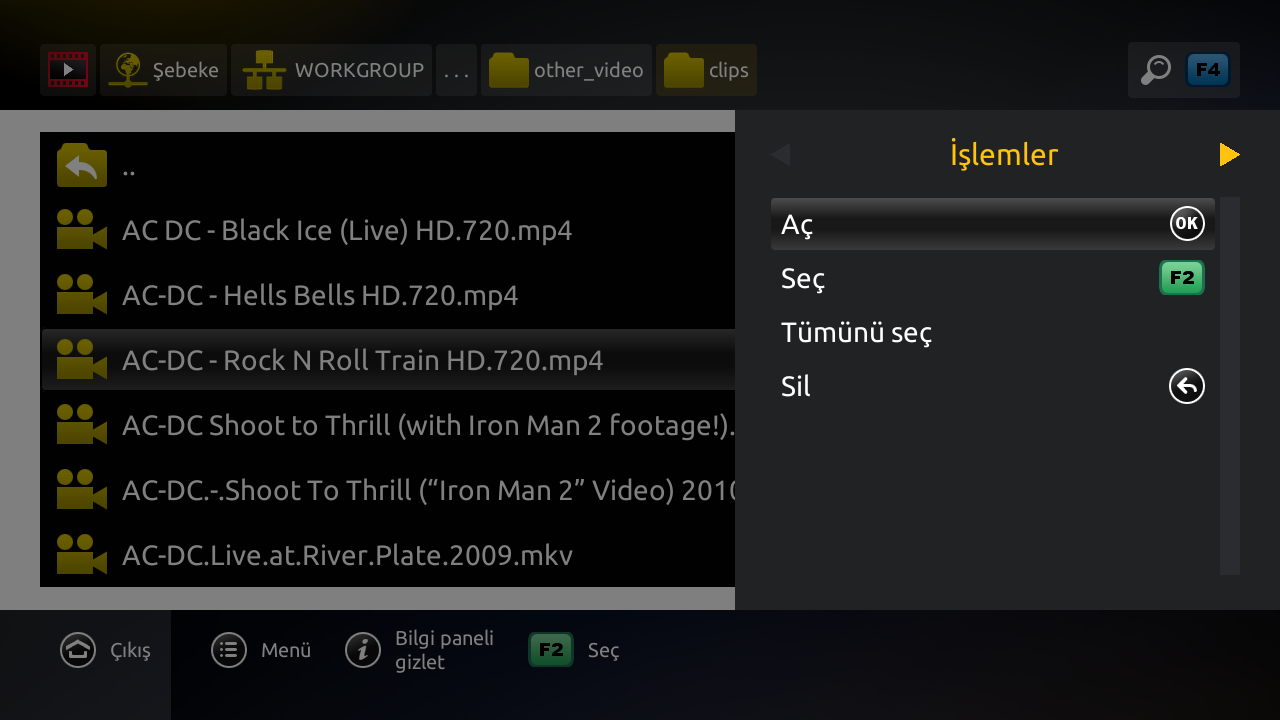 Şebeke
WORKGROUP
...
other_video
clips
F4
İşlemler
..
AC DC - Black Ice (Live) HD.720.mp4
AC-DC - Hells Bells HD.720.mp4
AC-DC - Rock N Roll Train HD.720.mp4
AC-DC Shoot to Thrill (with Iron Man 2 footage!).
AC-DC.-.Shoot To Thrill (“Iron Man 2” Video) 2010
AC-DC.Live.at.River.Plate.2009.mkv
Aç
OK
Seç
F2
Tümünü seç
Sil
Çıkış
Menü
Bilgi paneli
gizlet
F2
Seç